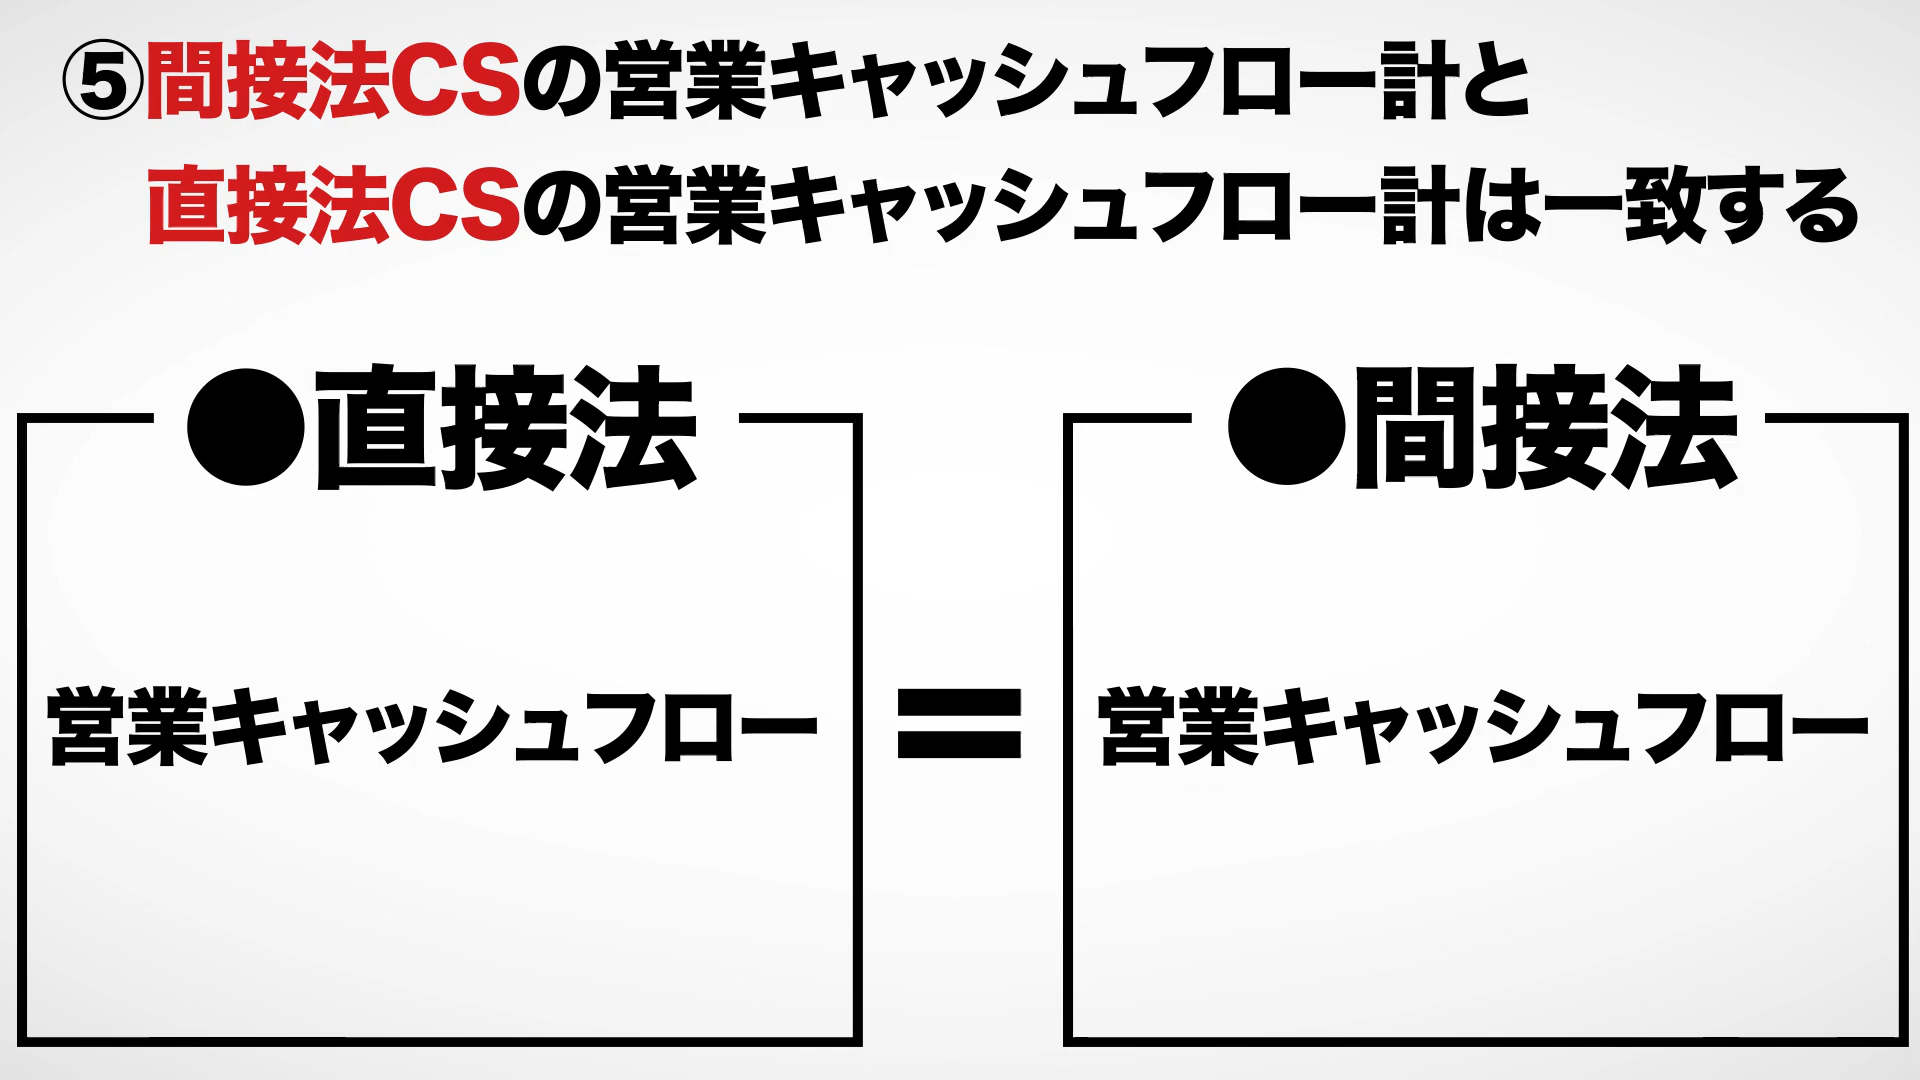 ⑤間接法CSの営業キャッシュフロー計と
直接法CSの営業キャッシュフロー計は一致する
●直接法
●間接法
営業キャッシュフロー
=
営業キャッシュフロー